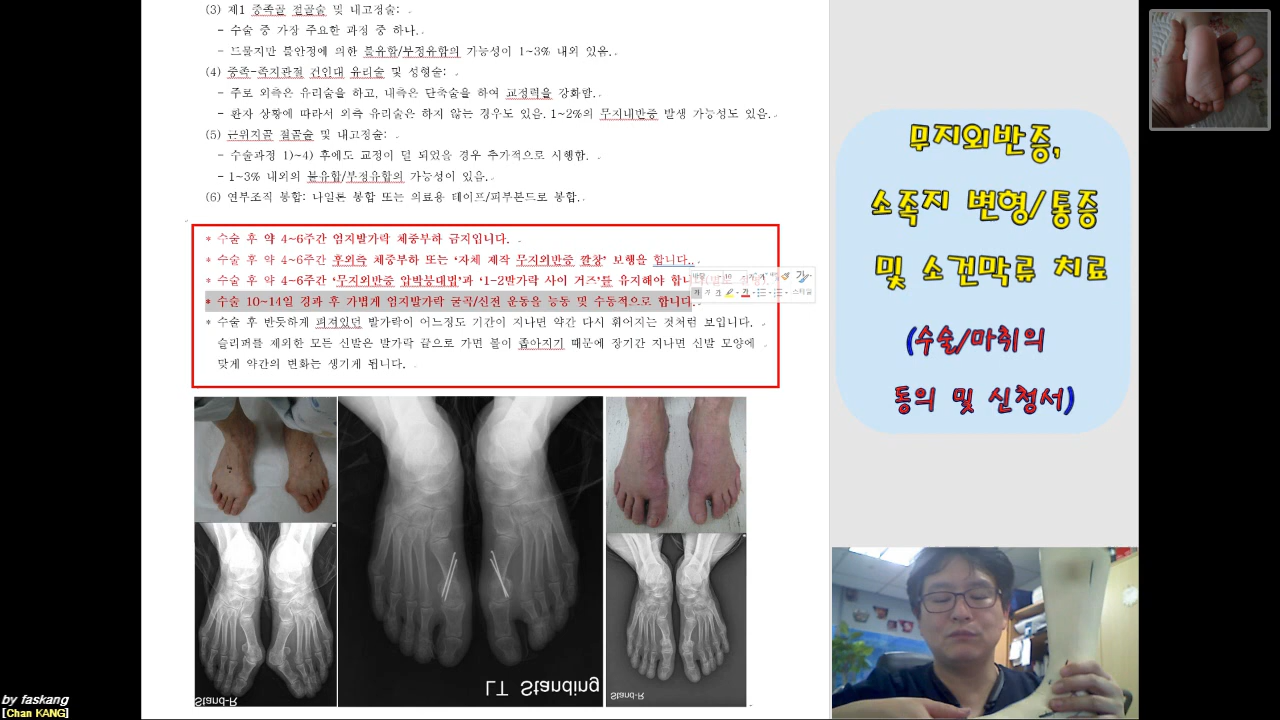 (3) 제1 중족골 절골술 및 내고정술:
- 수술 중 가장 주요한 과정 중 하나.
- 드물지만 불안정에 의한 불유합/부정유합의 가능성이 1~3% 내외 있음.
(4) 중족-족지관절 건인대 유리술 및 성형술:
- 주로 외측은 유리술을 하고, 내측은 단축술을 하여 교정력을 강화함.
- 환자 상황에 따라서 외측 유리술은 하지 않는 경우도 있음. 1~2%의 무지내반증 발생 가능성도 있음.
(5) 근위지골 절골술 및 내고정술:
- 수술과정 1)~4) 후에도 교정이 덜 되었을 경우 추가적으로 시행함.
- 1~3% 내외의 불유합/부정유합의 가능성이 있음.
(6) 연부조직 봉합: 나일론 봉합 또는 의료용 테이프/피부본드로 봉합.
* 수술 후 약 4~6주간 엄지발가락 체중부하 금지입니다.
* 수술 후 약 4~6주간 후외측 체중부하 또는 '자체 제작 무지외반증 깔창' 보행을 합니다..
* 수술 후 약 4~6주간 '무지외반증 압박붕대법'과 '1-2발가락 사이 거즈'를 유지해야 합니
* 수술 10~14일 경과 후 가볍게 엄지발가락 굴곡/신전 운동을 능동 및 수동적으로 합니다.
* 수술 후 반듯하게 펴져있던 발가락이 어느정도 기간이 지나면 약간 다시 휘어지는 것처럼 보입니다.
슬리퍼를 제외한 모든 신발은 발가락 끝으로 가면 볼이 좁아지기 때문에 장기간 지나면 신발 모양에
맞게 약간의 변화는 생기게 됩니다.
LT Standing
Stand-R
Stand-R
무지외반증,
소족지 변형/통증
및 소건막류 치료
(수술/마취의
동의 및 신청서)
by faskang
[Chan KANG]